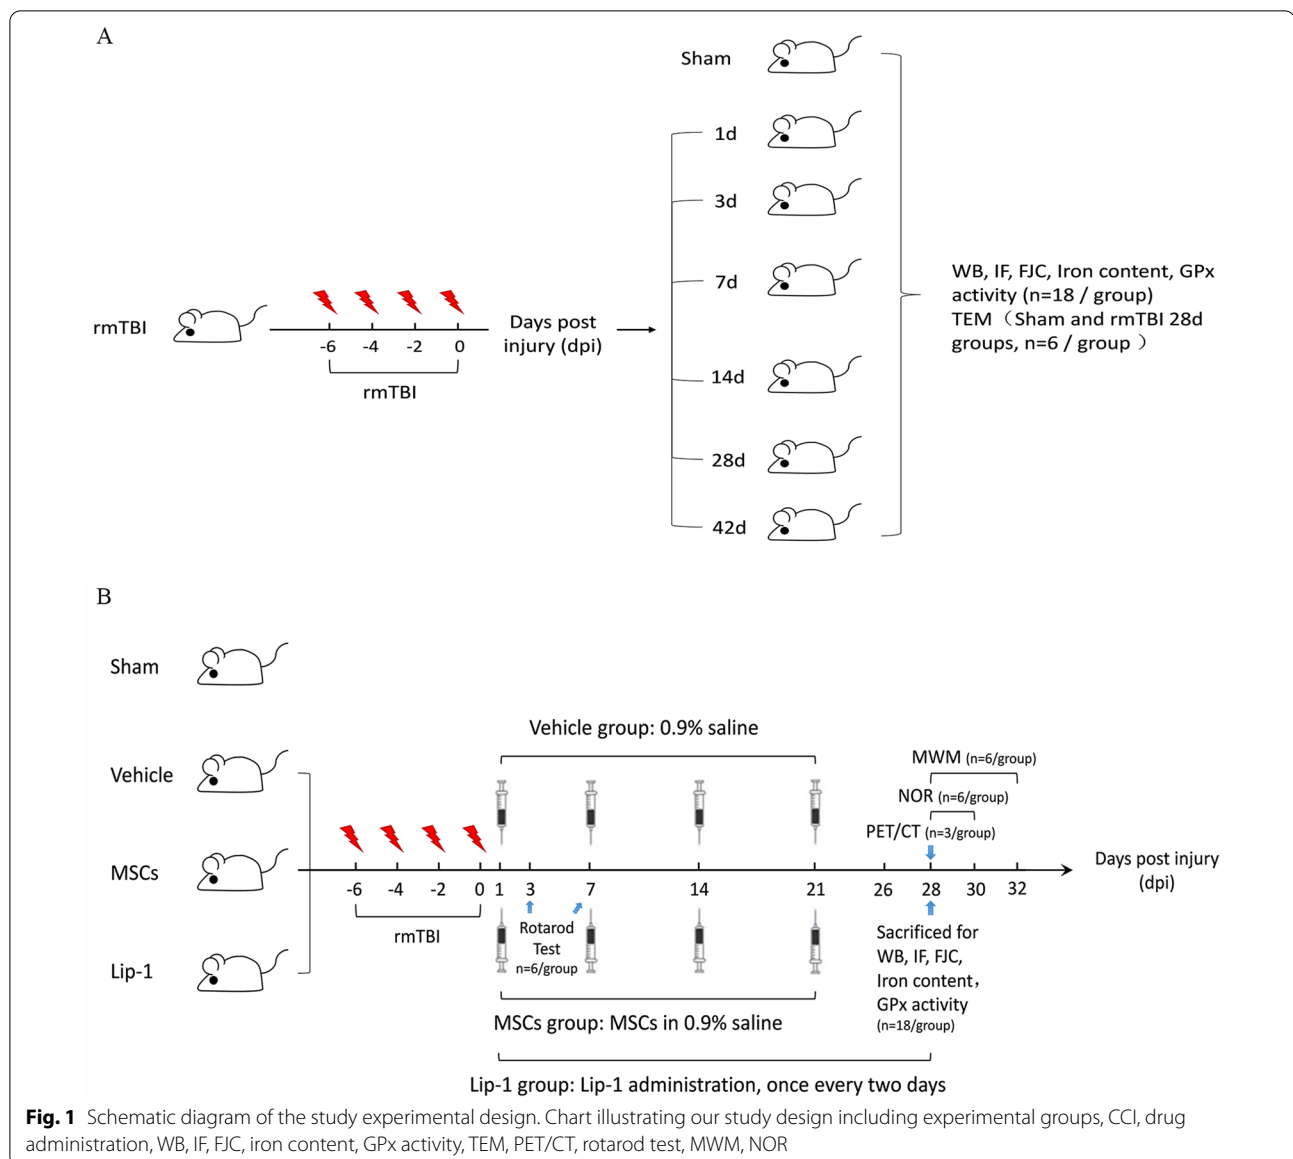 A
Sham
1d
3d
7d
14d
28d
42d
rmTBI
-6 -4 -2 0
rmTBI
Days post
injury (dpi)
WB, IF, FJC, Iron content, GPx
activity (n=18 / group)
TEM（Sham and rmTBI 28d
groups, n=6 / group ）
B
Sham
Vehicle
MSCs
Lip-1
Vehicle group: 0.9% saline
MWM (n=6/group)
NOR (n=6/group)
PET/CT (n=3/group)
-6 -4 -2 0 1 3 7 14 21 26 28 30 32
Days post injury
(dpi)
rmTBI
Rotarod
Test
n=6/group
Sacrificed for
WB, IF, FJC,
Iron content，
GPx activity
(n=18/group)
MSCs group: MSCs in 0.9% saline
Lip-1 group: Lip-1 administration, once every two days
Fig. 1 Schematic diagram of the study experimental design. Chart illustrating our study design including experimental groups, CCI, drug
administration, WB, IF, FJC, iron content, GPx activity, TEM, PET/CT, rotarod test, MWM, NOR